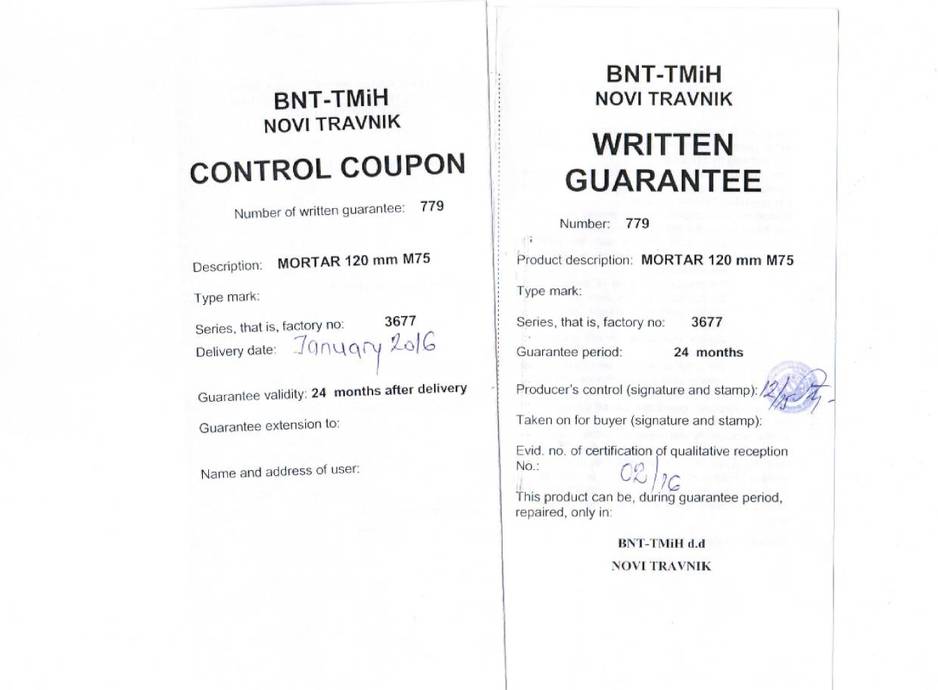 BNT-TMiH
NOVI TRAVNIK
CONTROL COUPON
Number of written guarantee: 779
Description: MORTAR 120 mm M75
Type mark:
Series, that is, factory no: 3677
Delivery date: January 2016
Guarantee validity: 24 months after delivery
Guarantee extension to:
Name and address of user:
BNT-TMiH
NOVI TRAVNIK
WRITTEN
GUARANTEE
Number: 779
Product description: MORTAR 120 mm M75
Type mark:
Series, that is, factory no: 3677
Guarantee period: 24 months
Producer's control (signature and stamp):
Taken on for buyer (signature and stamp):
Evid. no. of certification of qualitative reception
No.: 02/16
This product can be, during guarantee period,
repaired, only in:
BNT-TMiH d.d
NOVI TRAVNIK